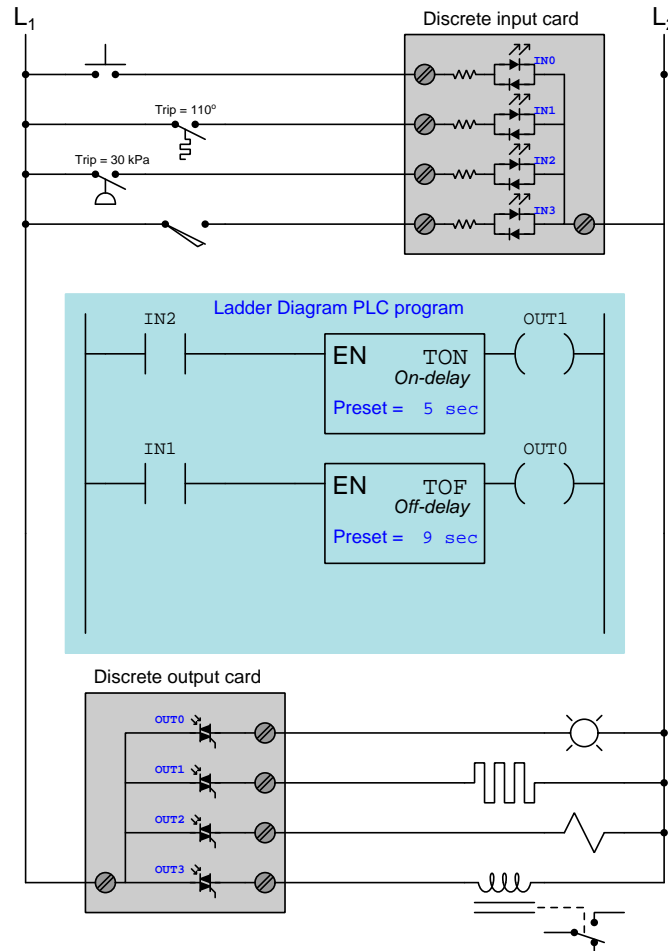 L1
Discrete input card
L2
IN0
Trip = 110o
IN1
Trip = 30 kPa
IN2
IN3
Ladder Diagram PLC program
IN2
OUT1
EN TON
On-delay
Preset = 5 sec
IN1
OUT0
EN TOF
Off-delay
Preset = 9 sec
Discrete output card
OUT0
OUT1
OUT2
OUT3